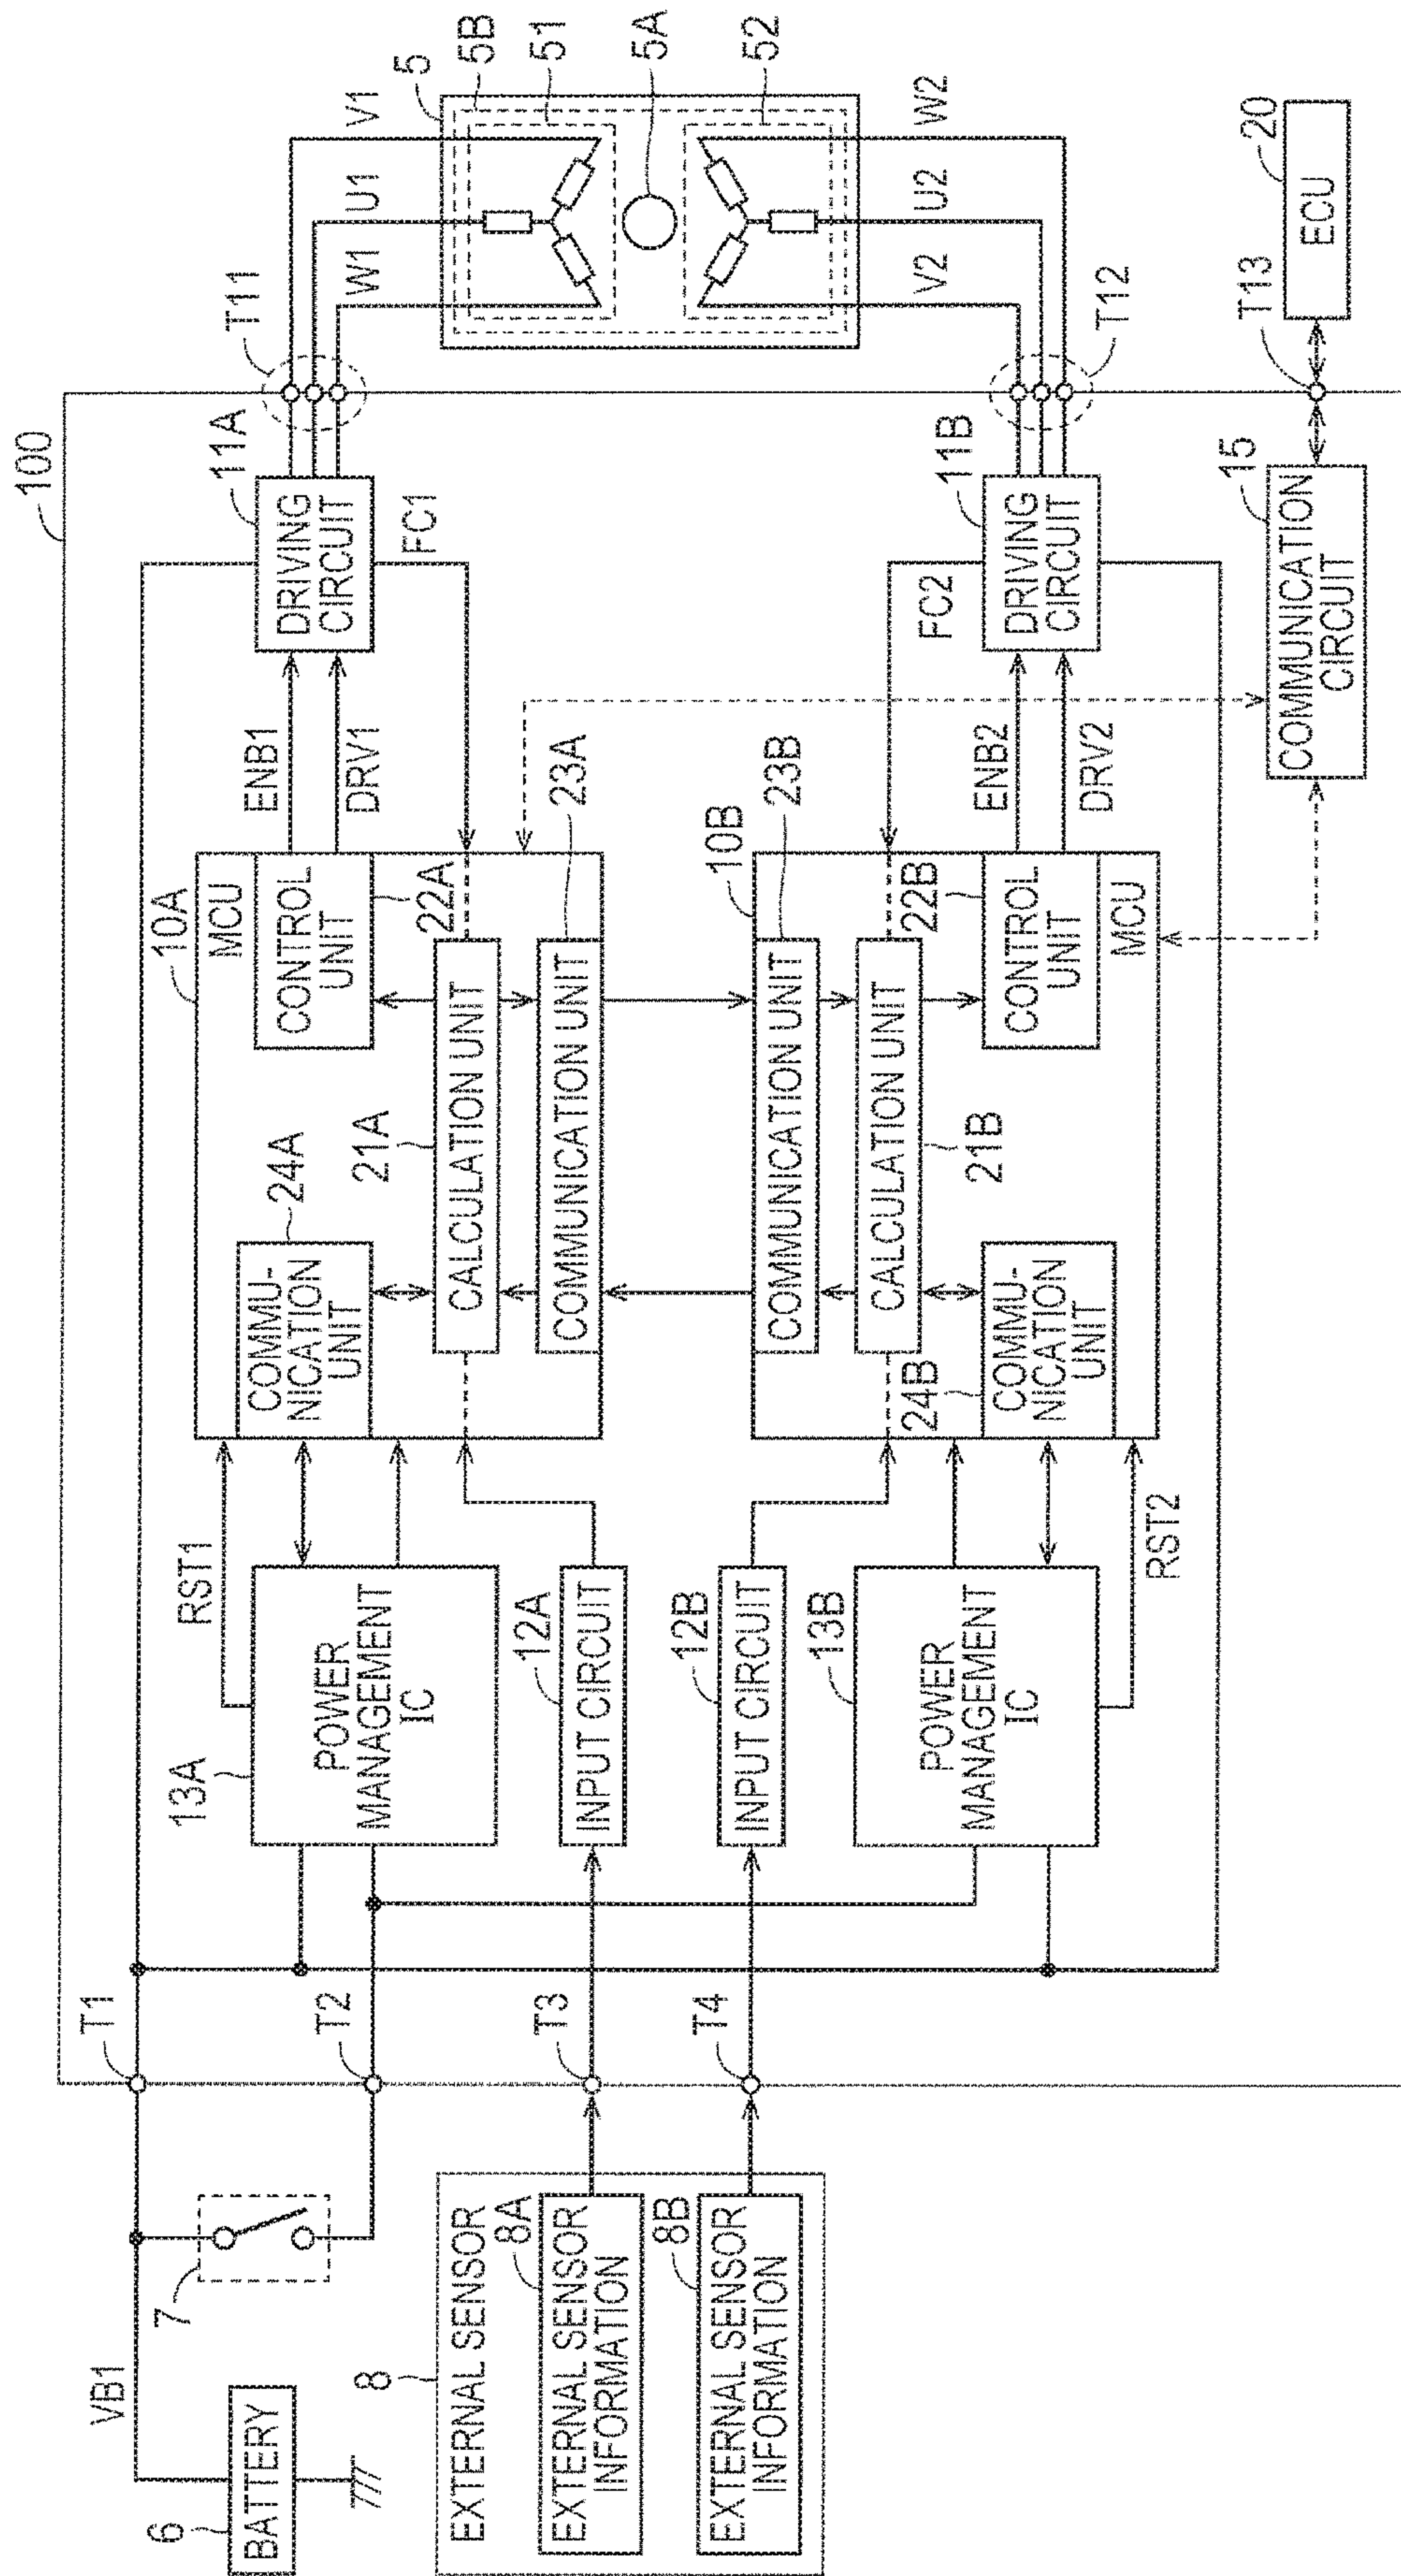 100
VB1
6
BATTERY
7
T1
T2
T3
T4
8
EXTERNAL SENSOR
8A
EXTERNAL SENSOR
INFORMATION
8B
EXTERNAL SENSOR
INFORMATION
13A
POWER
MANAGEMENT
IC
RST1
12A
INPUT CIRCUIT
12B
INPUT CIRCUIT
13B
POWER
MANAGEMENT
IC
RST2
10A
MCU
24A
COMMU-
NICATION
UNIT
CONTROL
UNIT
22A
21A
CALCULATION UNIT
COMMUNICATION UNIT
23A
10B
COMMUNICATION UNIT
23B
CALCULATION UNIT
21B
24B
COMMU-
NICATION
UNIT
22B
CONTROL
UNIT
MCU
ENB1
DRV1
11A
DRIVING
CIRCUIT
FC1
FC2
ENB2
DRV2
11B
DRIVING
CIRCUIT
15
COMMUNICATION
CIRCUIT
T11
T12
T13
20
ECU
V1
U1
W1
5
5B
51
5A
52
V2
U2
W2